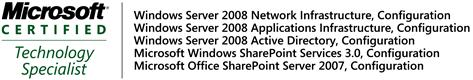 Microsoft
CERTIFIED
Technology
Specialist
Windows Server 2008 Network Infrastructure, Configuration
Windows Server 2008 Applications Infrastructure, Configuration
Windows Server 2008 Active Directory, Configuration
Microsoft Windows SharePoint Services 3.0, Configuration
Microsoft Office SharePoint Server 2007, Configuration